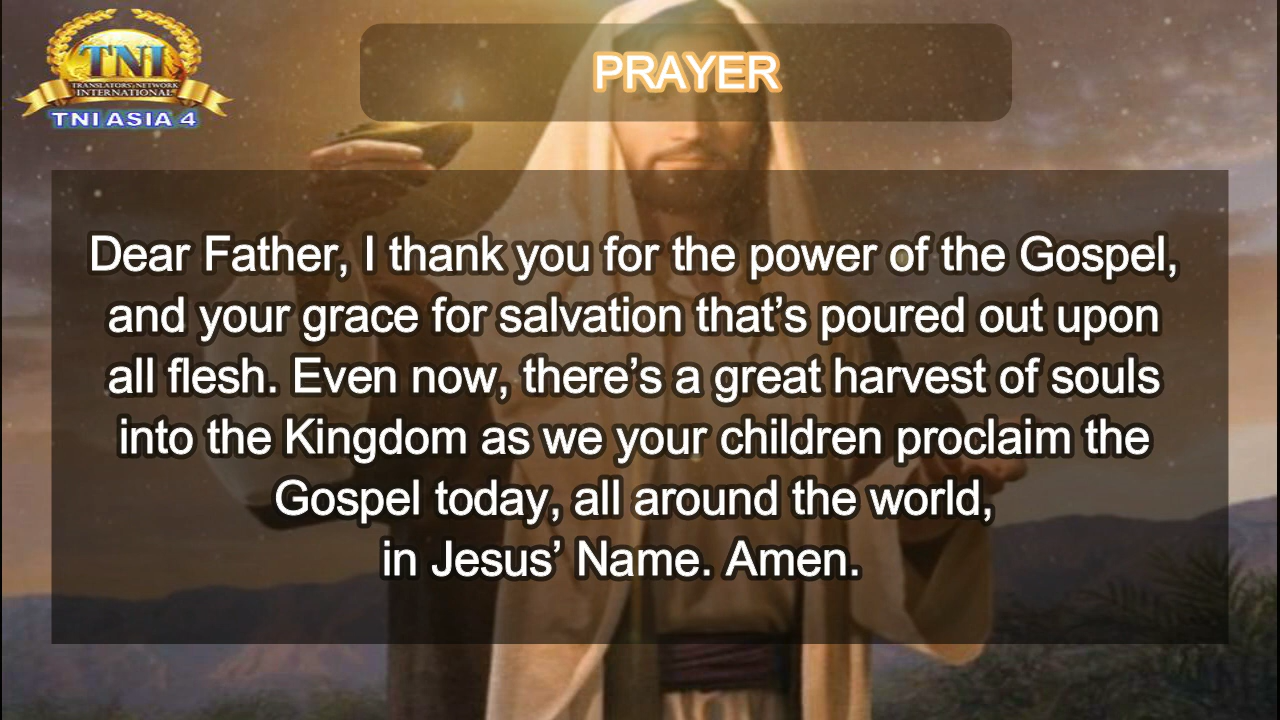 TNI
TRANSLATORS' NETWORK
INTERNATIONAL
TNI ASIA 4
PRAYER
Dear Father, I thank you for the power of the Gospel,
and your grace for salvation that’s poured out upon
all flesh. Even now, there’s a great harvest of souls
into the Kingdom as we your children proclaim the
Gospel today, all around the world,
in Jesus’ Name. Amen.